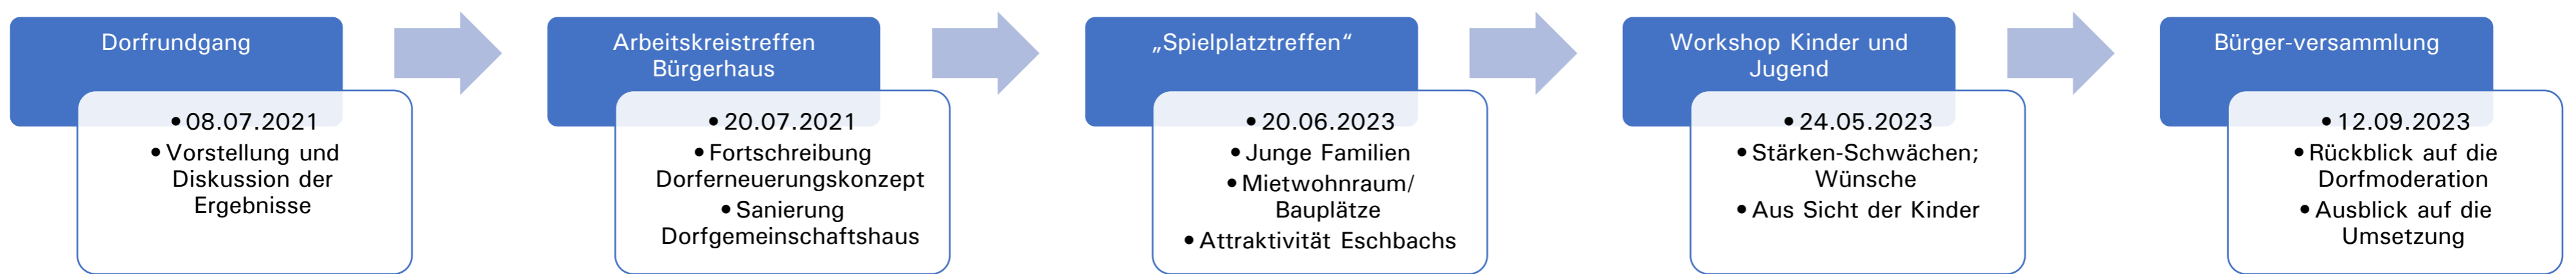 Dorfrundgang
• 08.07.2021
• Vorstellung und
Diskussion der
Ergebnisse
Arbeitskreistreffen
Bürgerhaus
• 20.07.2021
• Fortschreibung
Dorferneuerungskonzept
• Sanierung
Dorfgemeinschaftshaus
„Spielplatztreffen“
• 20.06.2023
• Junge Familien
• Mietwohnraum/
Bauplätze
• Attraktivität Eschbachs
Workshop Kinder und
Jugend
• 24.05.2023
• Stärken-Schwächen;
Wünsche
• Aus Sicht der Kinder
Bürger-versammlung
• 12.09.2023
• Rückblick auf die
Dorfmoderation
• Ausblick auf die
Umsetzung